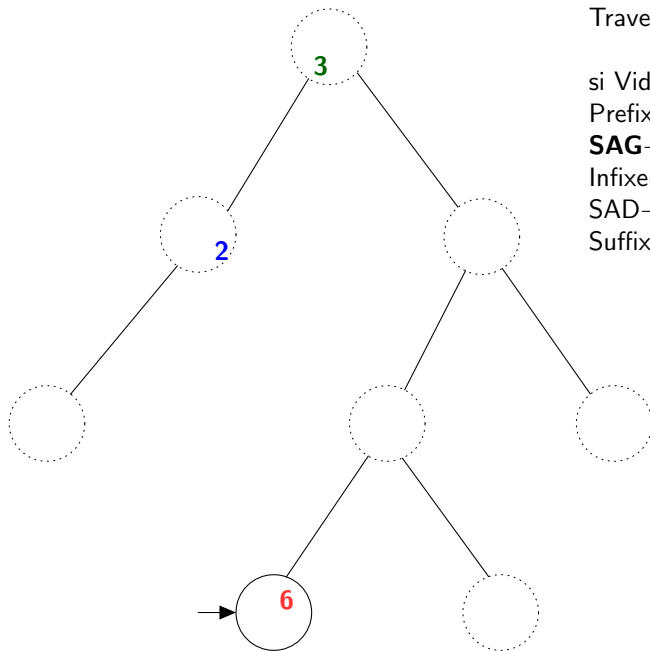 3
Trave
si Vid
Prefix
SAG-
Infixe
SAD-
2
Suffix
6